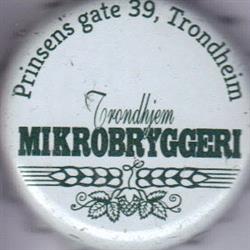 Prinsens gate 39, Trondheim
Trondhjem
MIKROBRYGGERI